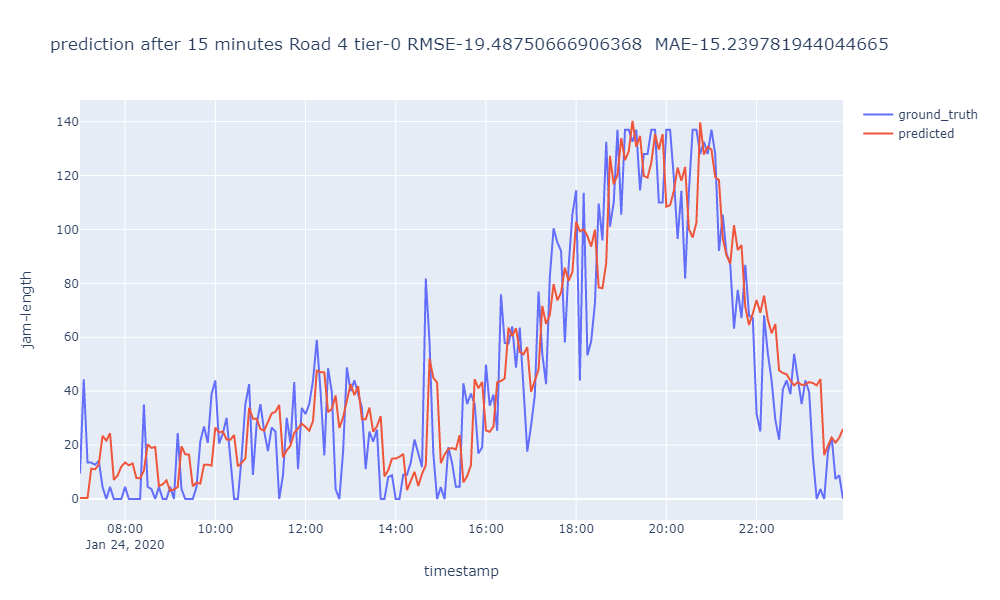 prediction after 15 minutes Road 4 tier-0 RMSE-19.48750666906368  MAE-15.239781944044665
ground_truth
predicted
140
120
100
80
60
40
20
0
jam-length
08:00 10:00 12:00 14:00 16:00 18:00 20:00 22:00
Jan 24, 2020
timestamp